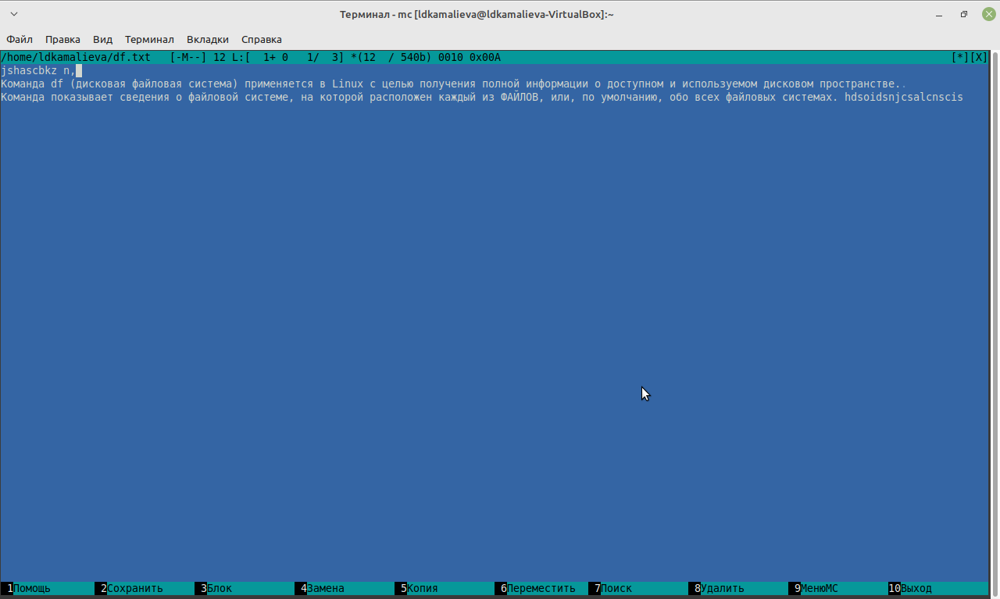 Терминал - mc [ldkamalieva@ldkamalieva-VirtualBox]:~
Файл Правка Вид Терминал Вкладки Справка
/home/ldkamalieva/df.txt [-M--] 12 L:[ 1+ 0 1/ 3] *(12 / 540b) 0010 0x00A [*][X]
jshascbkz n,
Команда df (дисковая файловая система) применяется в Linux с целью получения полной информации о доступном и используемом дисковом пространстве..
Команда показывает сведения о файловой системе, на которой расположен каждый из ФАЙЛОВ, или, по умолчанию, обо всех файловых системах. hdsoidsnjcsalcnscis
1Помощь 2Сохранить 3Блок 4Замена 5Копия 6Переместить 7Поиск 8Удалить 9МенюMC 10Выход